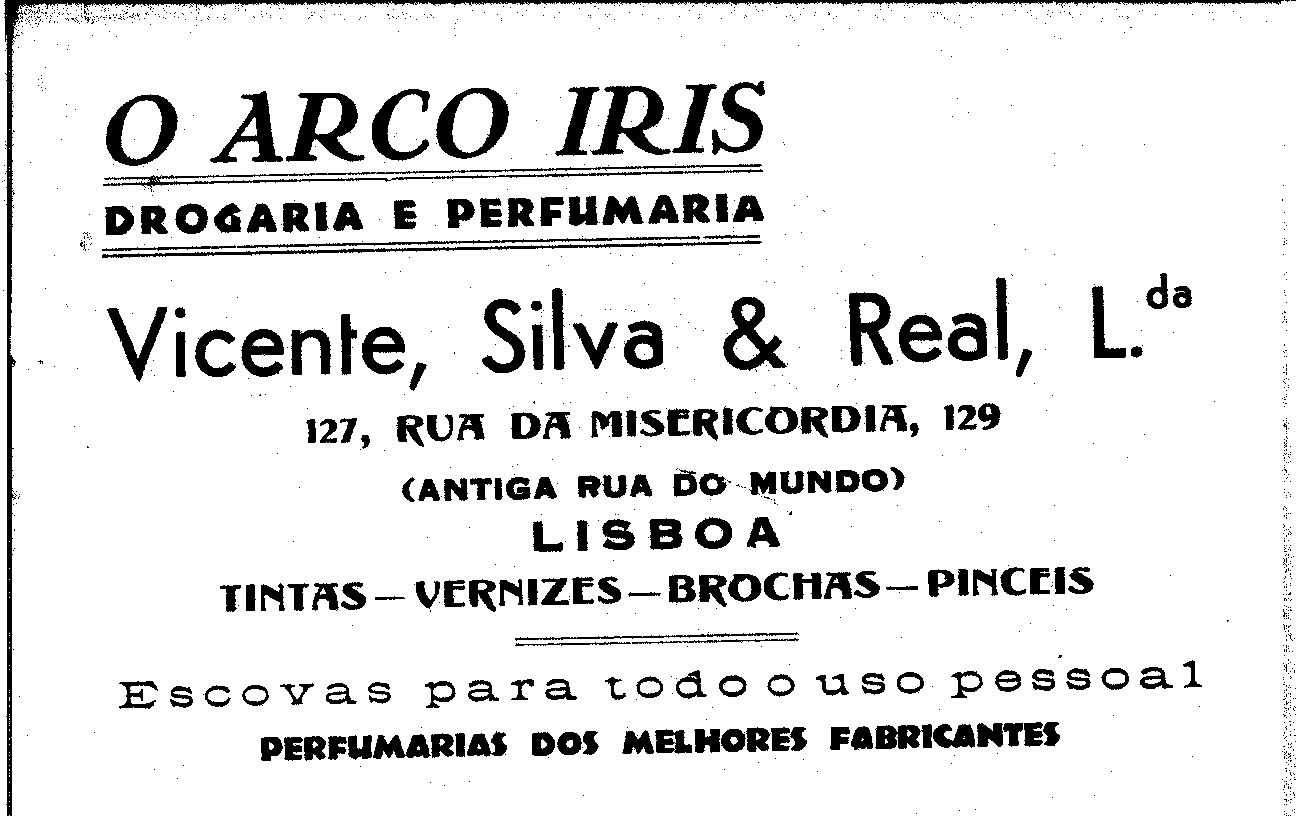 O ARCO IRIS
DROGARIA E PERFUMARIA
Vicente, Silva & Real, L.da
127, RUA DA MISERICORDIA, 129
(ANTIGA RUA DO MUNDO)
LISBOA
TINTAS — VERNIZES — BROCHAS — PINCEIS
Escovas para todo o uso pessoal
PERFUMARIAS DOS MELHORES FABRICANTES